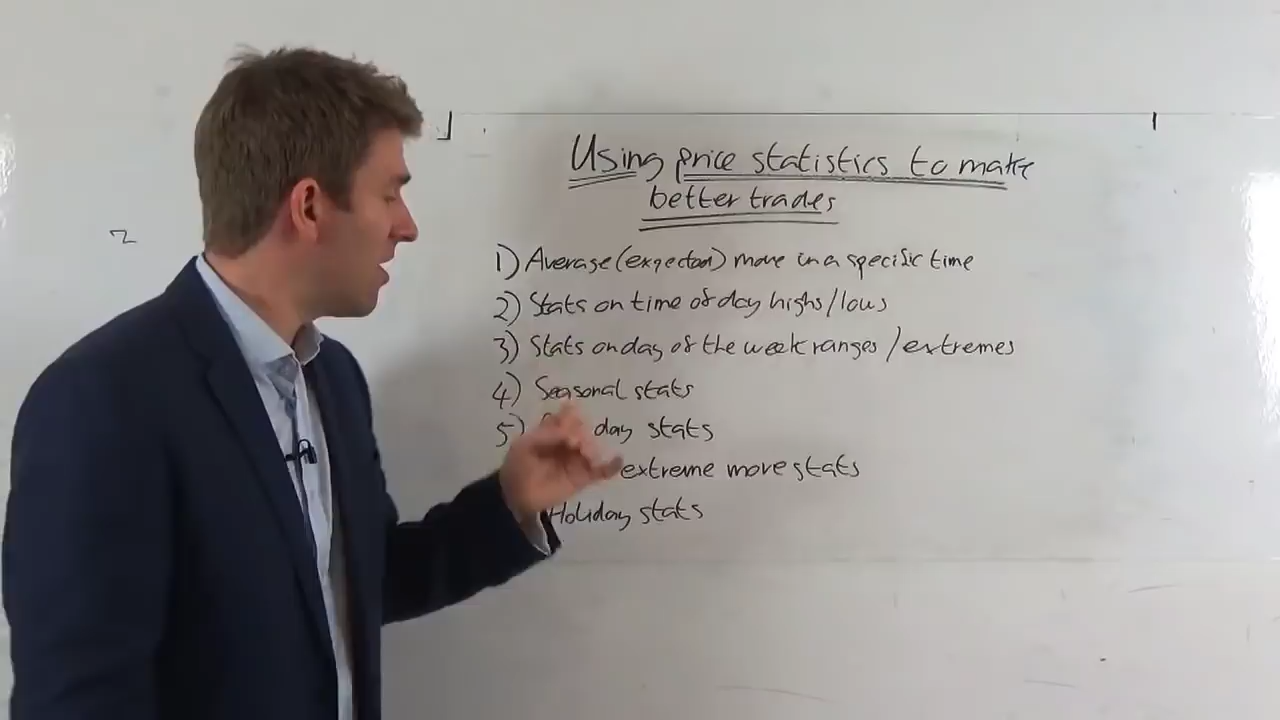 Using price statistics to make
better trades
1) Average (expected) move in a specific time
2) Stats on time of day highs/lows
3) Stats on day of the week ranges/extremes
4) Seasonal stats
5) day stats
extreme move stats
Holiday stats